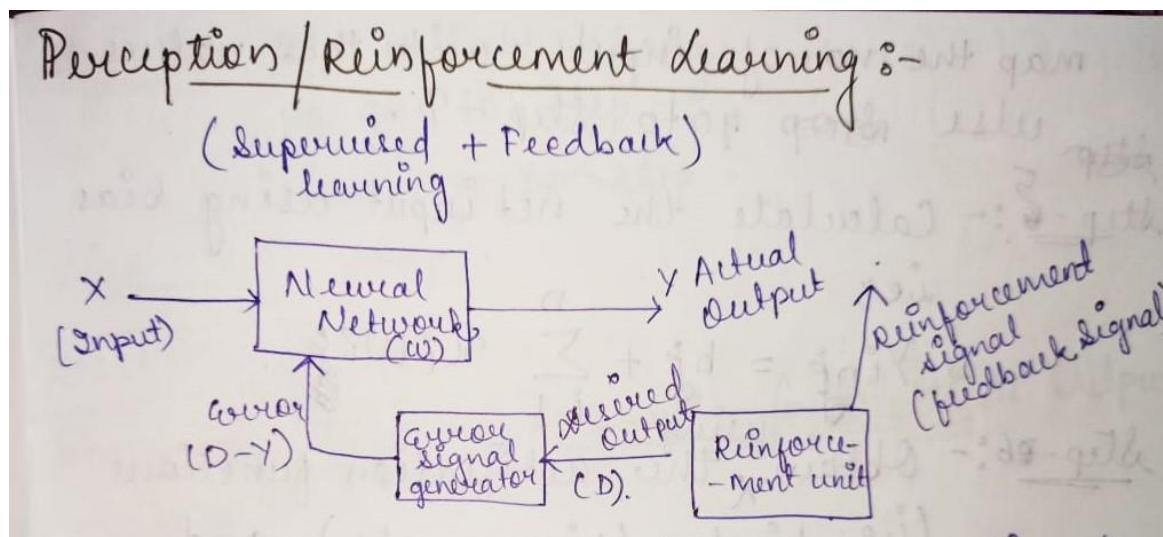 Perception / Reinforcement Learning :-
(Supervised + Feedback)
learning
X
(Input)
Neural
Network
(W)
Y Actual
Output
Reinforcement
signal
(feedback signal)
Error
(D-Y)
Error
signal
generator
Desired
Output
(D).
Reinforce-
-ment unit